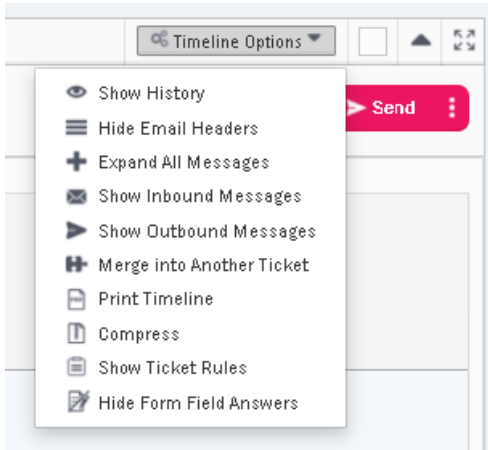 Timeline Options
Show History
Send
Hide Email Headers
Expand All Messages
Show Inbound Messages
Show Outbound Messages
Merge into Another Ticket
Print Timeline
Compress
Show Ticket Rules
Hide Form Field Answers